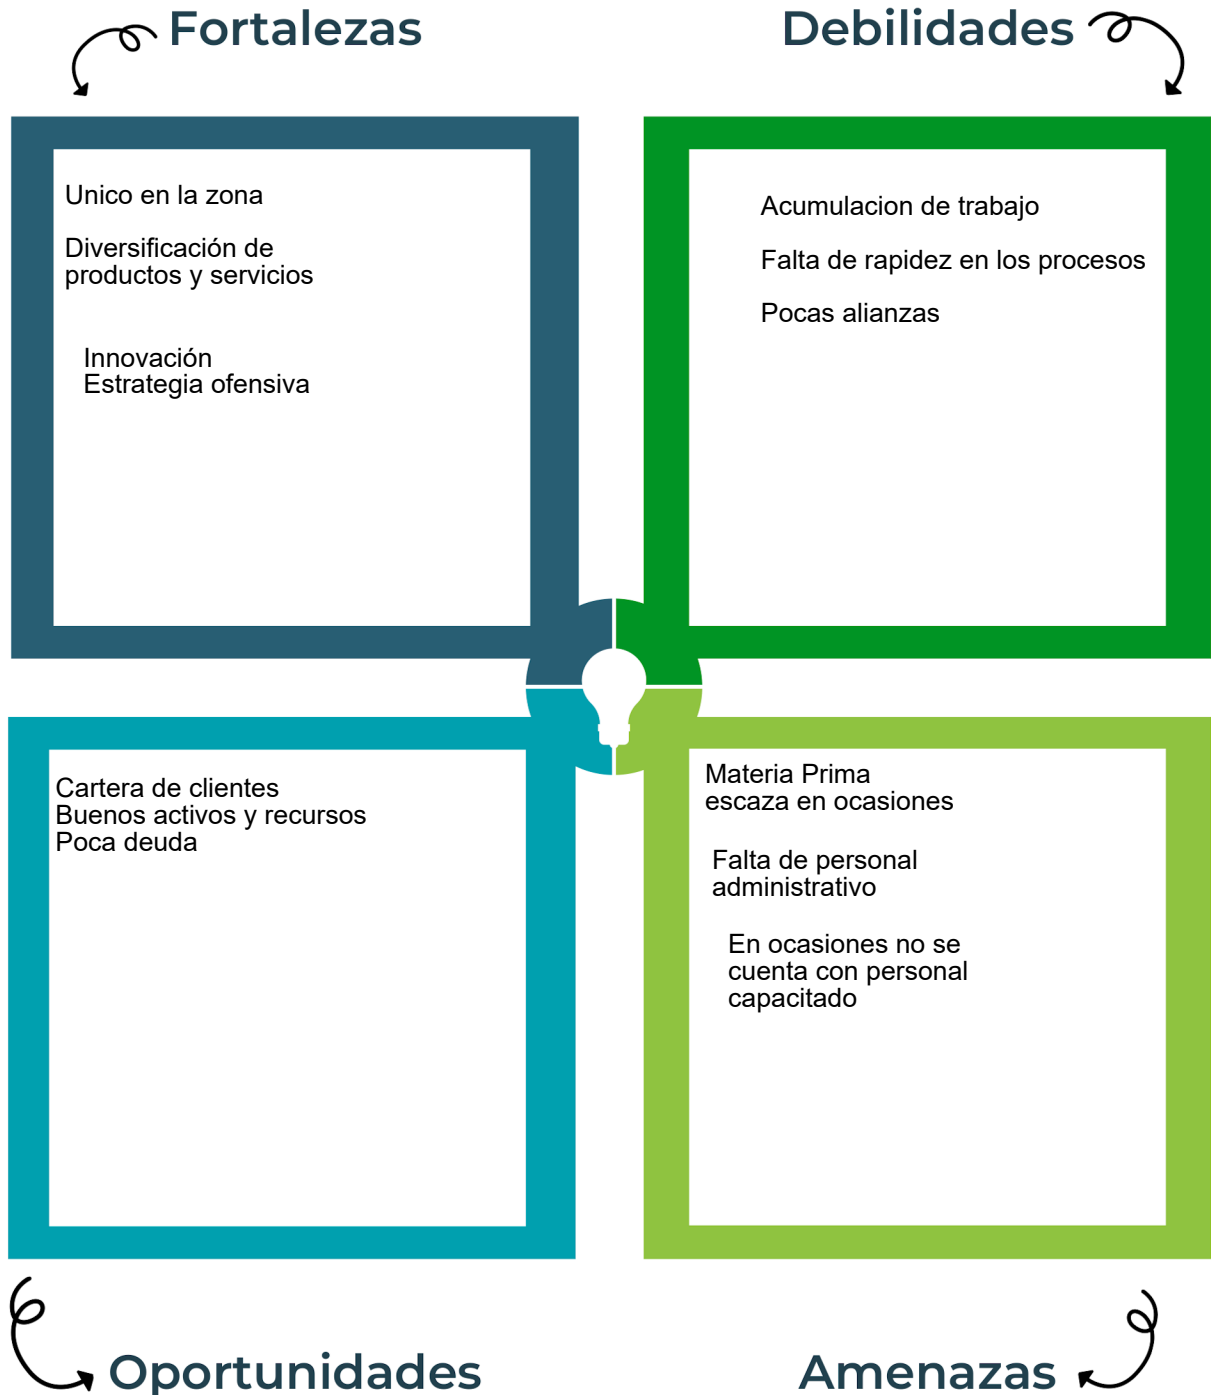 Fortalezas
Unico en la zona
Diversificación de
productos y servicios
Innovación
Estrategia ofensiva
Debilidades
Acumulacion de trabajo
Falta de rapidez en los procesos
Pocas alianzas
Cartera de clientes
Buenos activos y recursos
Poca deuda
Oportunidades
Materia Prima
escaza en ocasiones
Falta de personal
administrativo
En ocasiones no se
cuenta con personal
capacitado
Amenazas